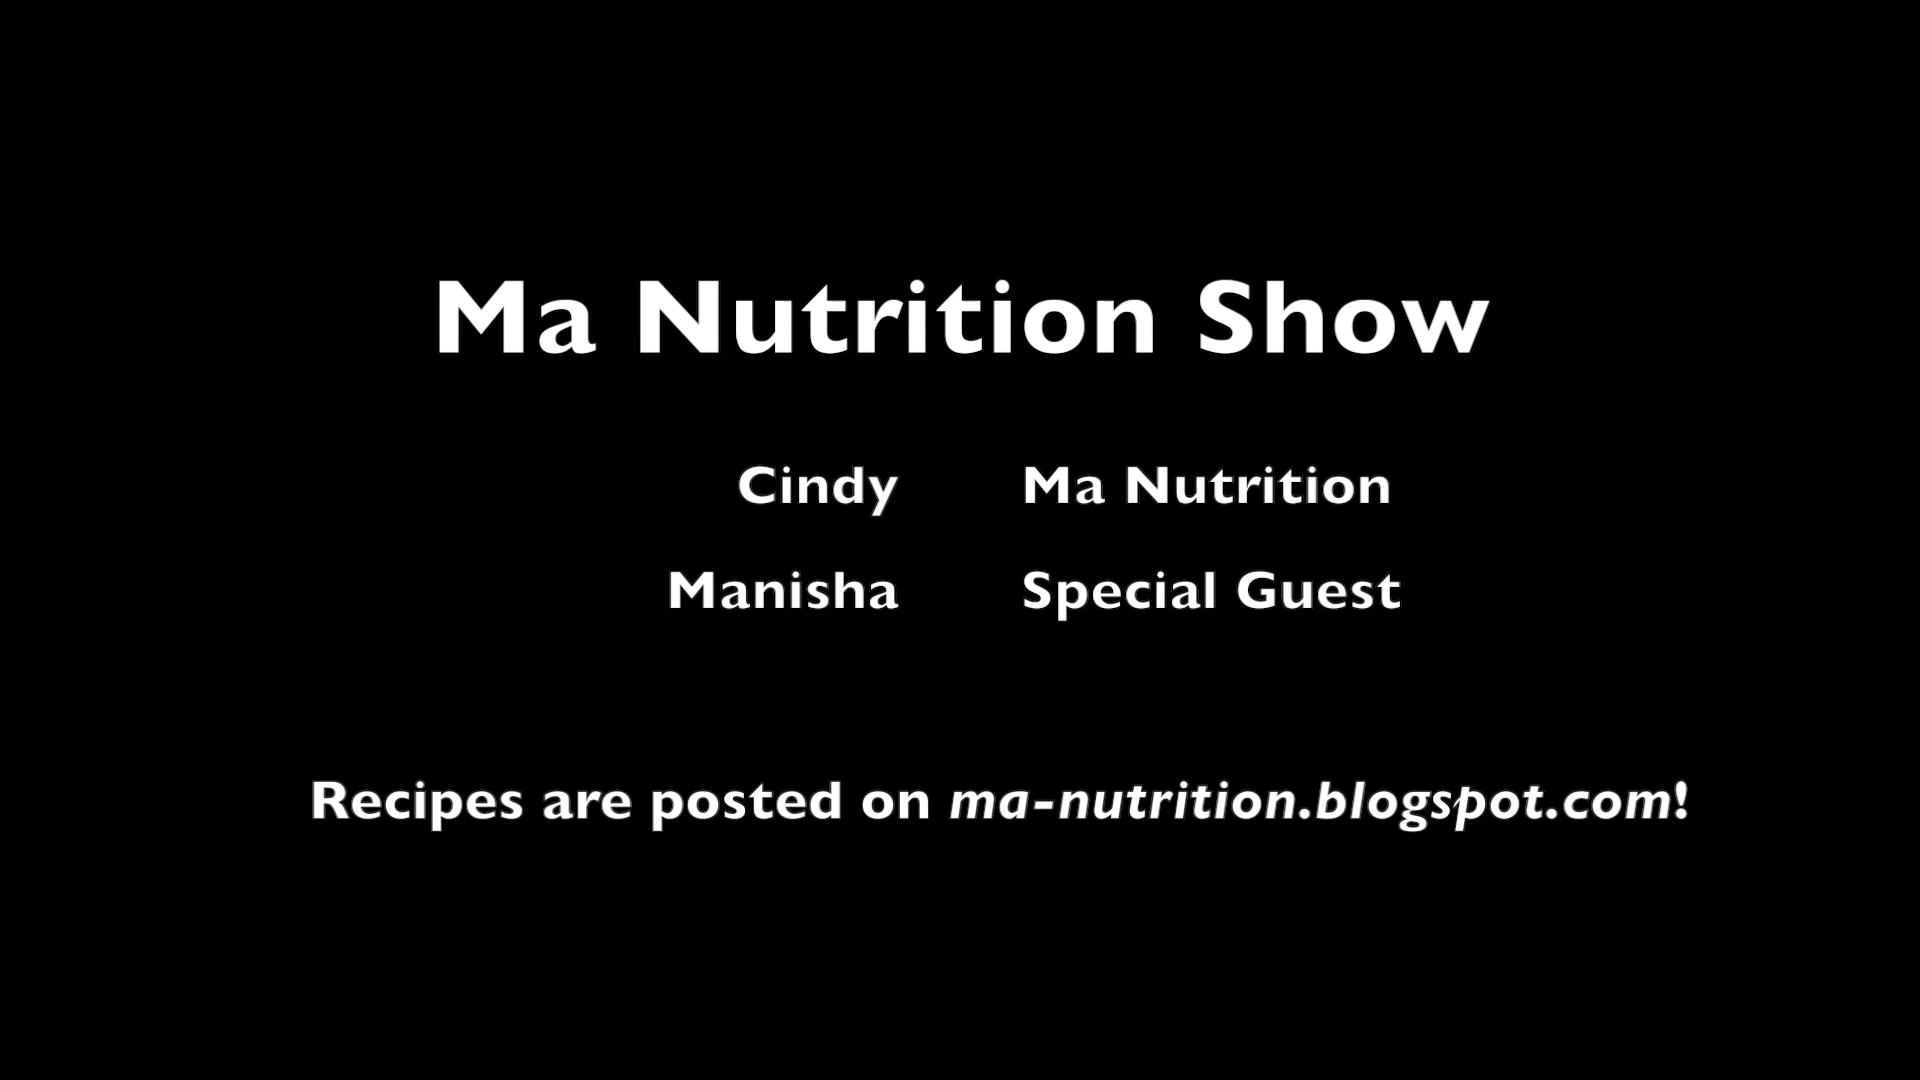 Ma Nutrition Show
Cindy Ma Nutrition
Manisha Special Guest
Recipes are posted on ma-nutrition.blogspot.com!